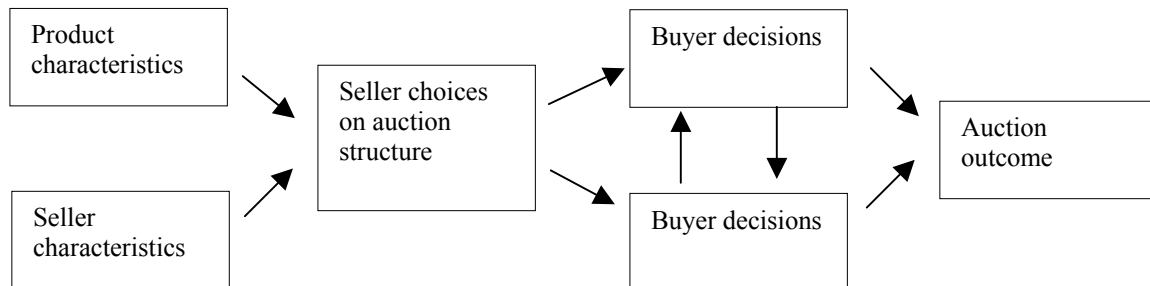 Product
characteristics
Seller
characteristics
Seller choices
on auction
structure
Buyer decisions
Buyer decisions
Auction
outcome